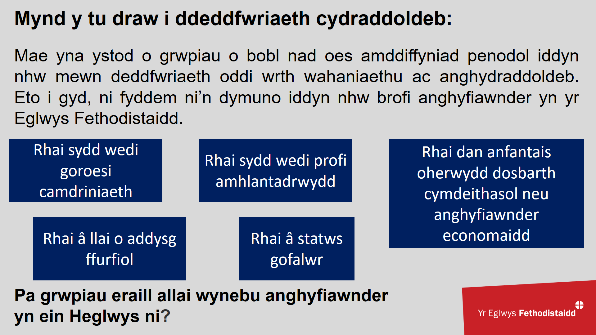 Mynd y tu draw i ddeddfwriaeth cydraddoldeb:
Mae yna ystod o grwpiau o bobl nad oes amddiffyniad penodol iddyn
nhw mewn deddfwriaeth oddi wrth wahaniaethu ac anghydraddoldeb.
Eto i gyd, ni fyddem ni'n dymuno iddyn nhw brofi anghyfiawnder yn yr
Eglwys Fethodistaidd.
Rhai sydd wedi
goroesi
camdriniaeth
Rhai sydd wedi profi
amhlantadrwydd
Rhai dan anfantais
oherwydd dosbarth
cymdeithasol neu
anghyfiawnder
economaidd
Rhai â llai o addysg
ffurfiol
Rhai â statws
gofalwr
Pa grwpiau eraill allai wynebu anghyfiawnder
yn ein Heglwys ni?
Yr Eglwys Fethodistaidd